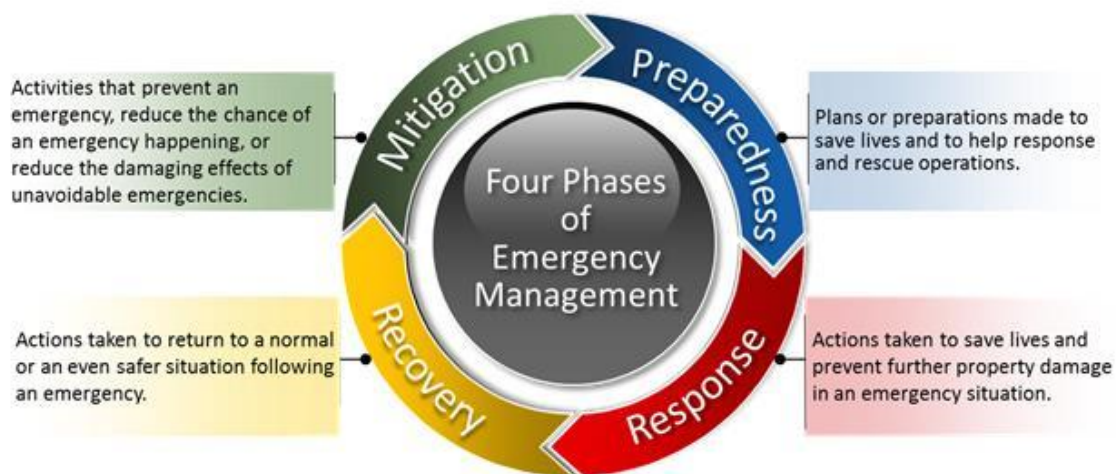 Mitigation
Preparedness
Activities that prevent an
emergency, reduce the chance of
an emergency happening, or
reduce the damaging effects of
unavoidable emergencies.
Plans or preparations made to
save lives and to help response
and rescue operations.
Four Phases
of
Emergency
Management
Recovery
Response
Actions taken to return to a normal
or an even safer situation following
an emergency.
Actions taken to save lives and
prevent further property damage
in an emergency situation.